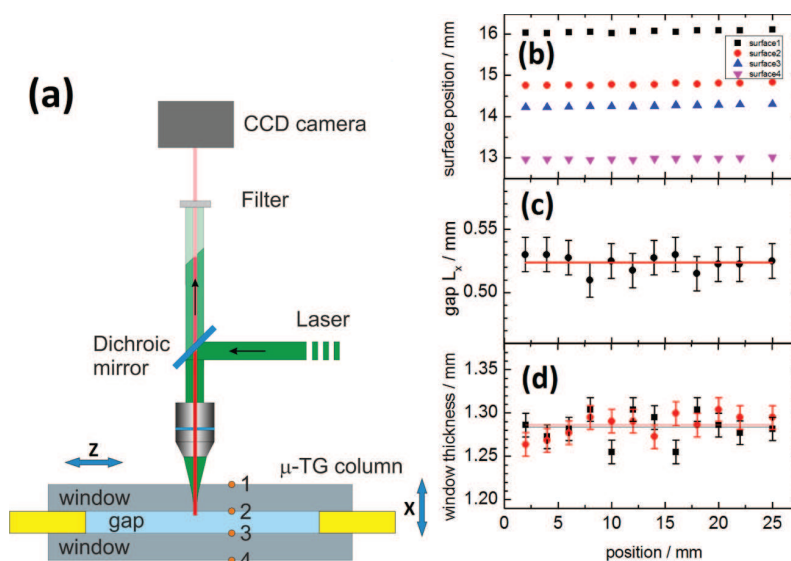 (a)
CCD camera
Filter
Laser
Dichroic
mirror
Z
μ-TG column
window
1
2
gap
3
window
4
X
(b)
surface position / mm
16
15
14
13
surface1
surface2
surface3
surface4
(c)
gap Lx / mm
0.55
0.50
(d)
window thickness / mm
1.35
1.30
1.25
1.20
0 5 10 15 20 25
position / mm